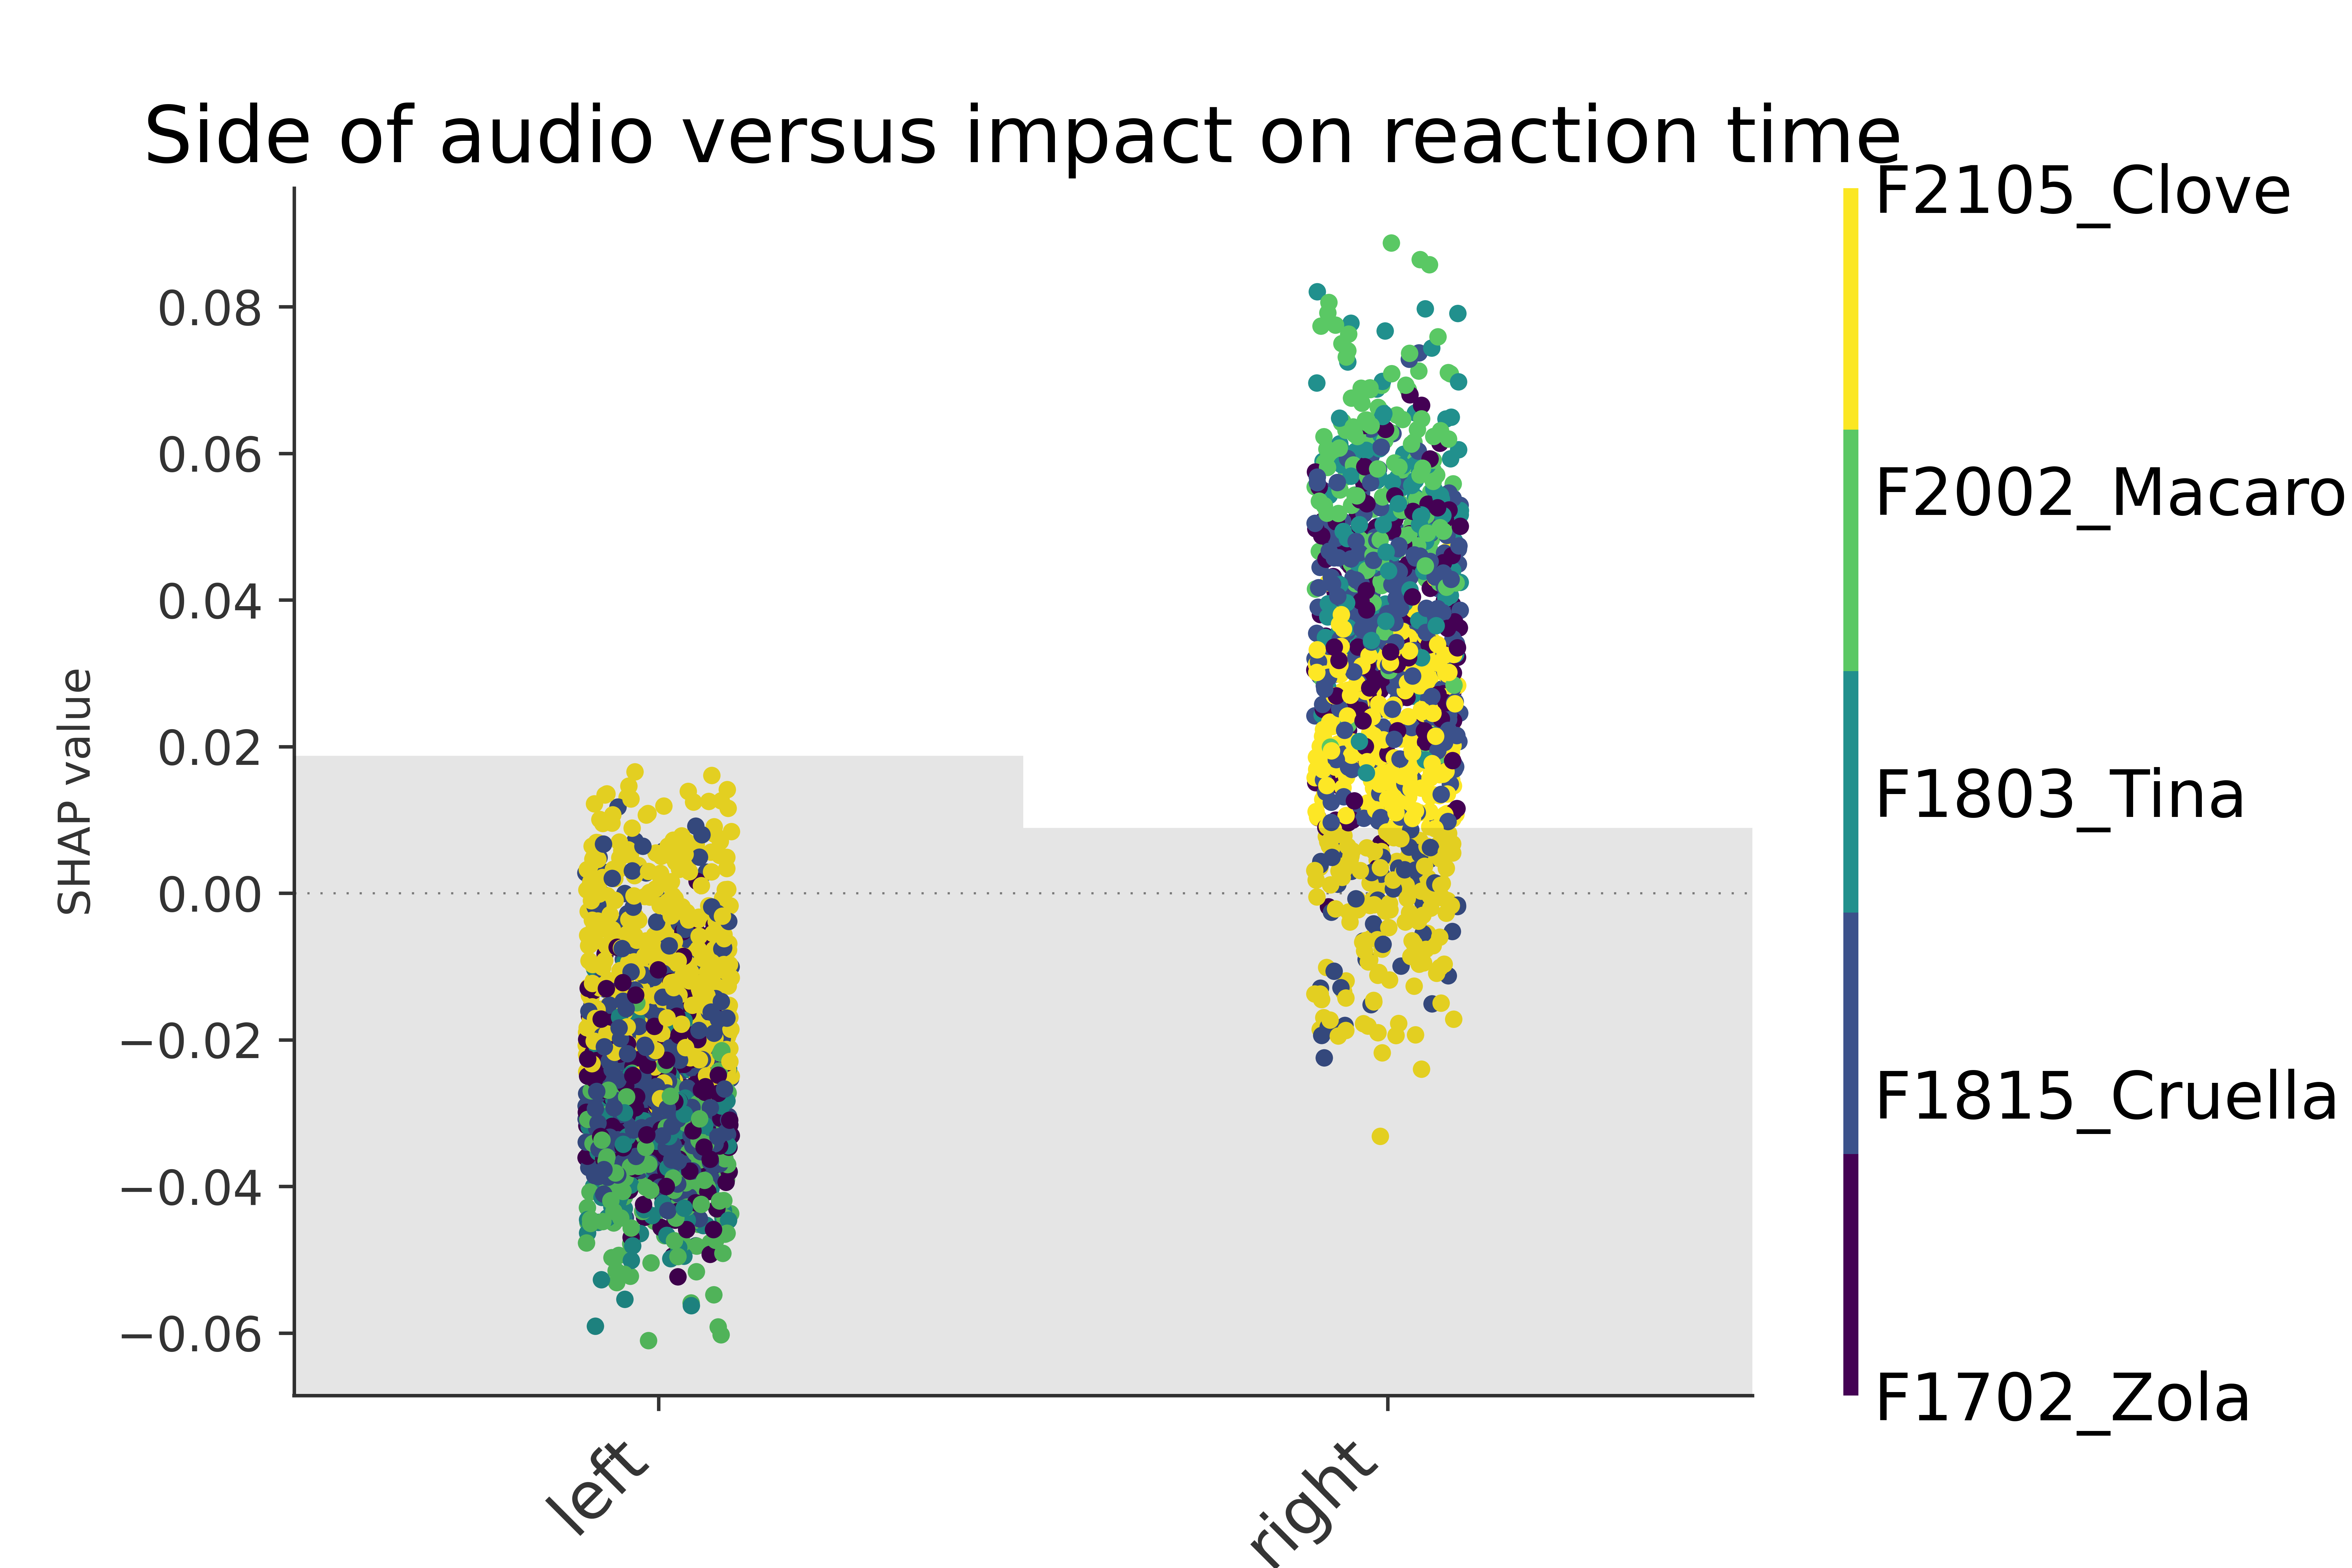 Side of audio versus impact on reaction time
SHAP value
0.08
0.06
0.04
0.02
0.00
−0.02
−0.04
−0.06
left
right
F2105_Clove
F2002_Macaro
F1803_Tina
F1815_Cruella
F1702_Zola